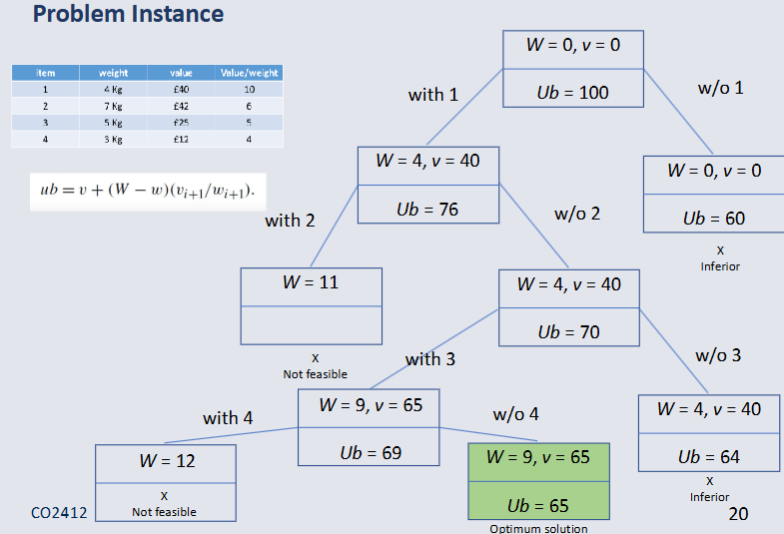 Problem Instance
item weight value Value/weight
1 4 Kg £40 10
2 7 Kg £42 6
3 5 Kg £25 5
4 3 Kg £12 4
ub = v + (W − w)(vᵢ₊₁/wᵢ₊₁).
W = 0, v = 0
Ub = 100
with 1
w/o 1
W = 4, v = 40
Ub = 76
W = 0, v = 0
Ub = 60
X
Inferior
with 2
w/o 2
W = 11
X
Not feasible
W = 4, v = 40
Ub = 70
with 3
w/o 3
W = 9, v = 65
Ub = 69
W = 4, v = 40
Ub = 64
X
Inferior
with 4
w/o 4
W = 12
X
Not feasible
W = 9, v = 65
Ub = 65
Optimum solution
CO2412
20